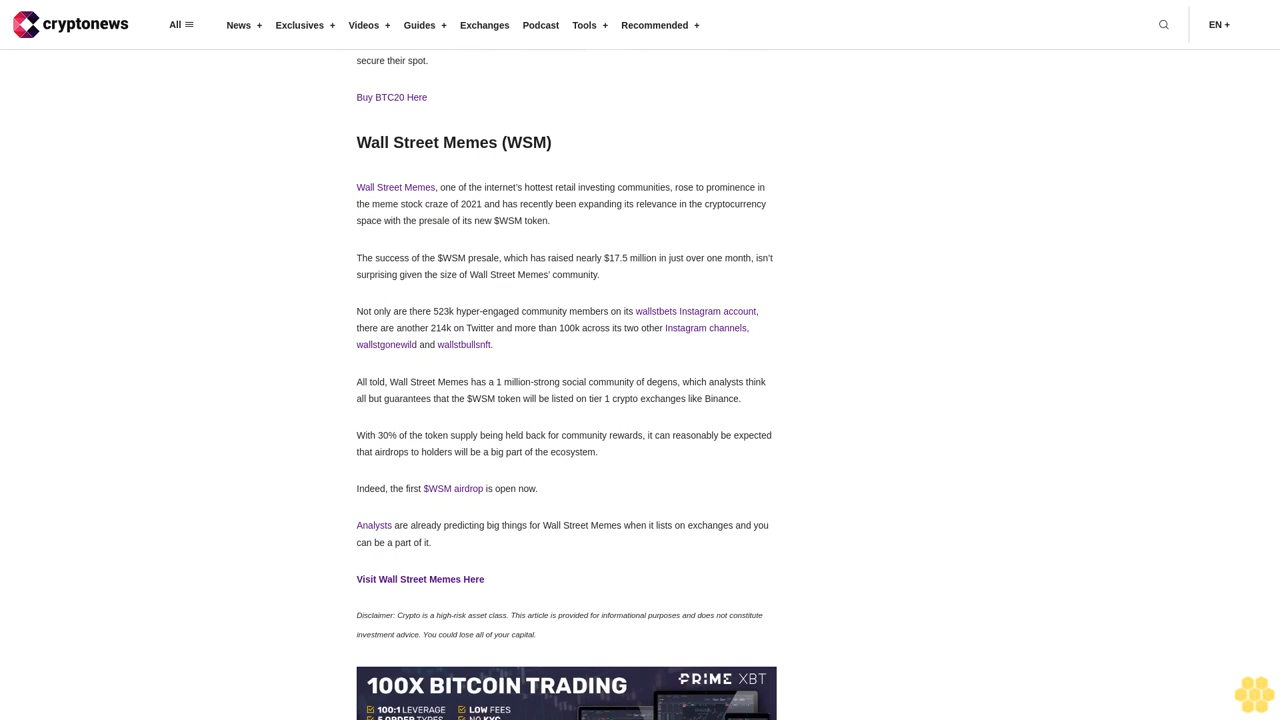 cryptonews
All
News +
Exclusives +
Videos +
Guides +
Exchanges
Podcast
Tools +
Recommended +
EN +
secure their spot.
Buy BTC20 Here
Wall Street Memes (WSM)
Wall Street Memes, one of the internet’s hottest retail investing communities, rose to prominence in
the meme stock craze of 2021 and has recently been expanding its relevance in the cryptocurrency
space with the presale of its new $WSM token.
The success of the $WSM presale, which has raised nearly $17.5 million in just over one month, isn’t
surprising given the size of Wall Street Memes’ community.
Not only are there 523k hyper-engaged community members on its wallstbets Instagram account,
there are another 214k on Twitter and more than 100k across its two other Instagram channels,
wallstgonewild and wallstbullsnft.
All told, Wall Street Memes has a 1 million-strong social community of degens, which analysts think
all but guarantees that the $WSM token will be listed on tier 1 crypto exchanges like Binance.
With 30% of the token supply being held back for community rewards, it can reasonably be expected
that airdrops to holders will be a big part of the ecosystem.
Indeed, the first $WSM airdrop is open now.
Analysts are already predicting big things for Wall Street Memes when it lists on exchanges and you
can be a part of it.
Visit Wall Street Memes Here
Disclaimer: Crypto is a high-risk asset class. This article is provided for informational purposes and does not constitute
investment advice. You could lose all of your capital.
PRIME XBT
100X BITCOIN TRADING
100:1 LEVERAGE
LOW FEES
5 ORDER TYPES
NO KYC